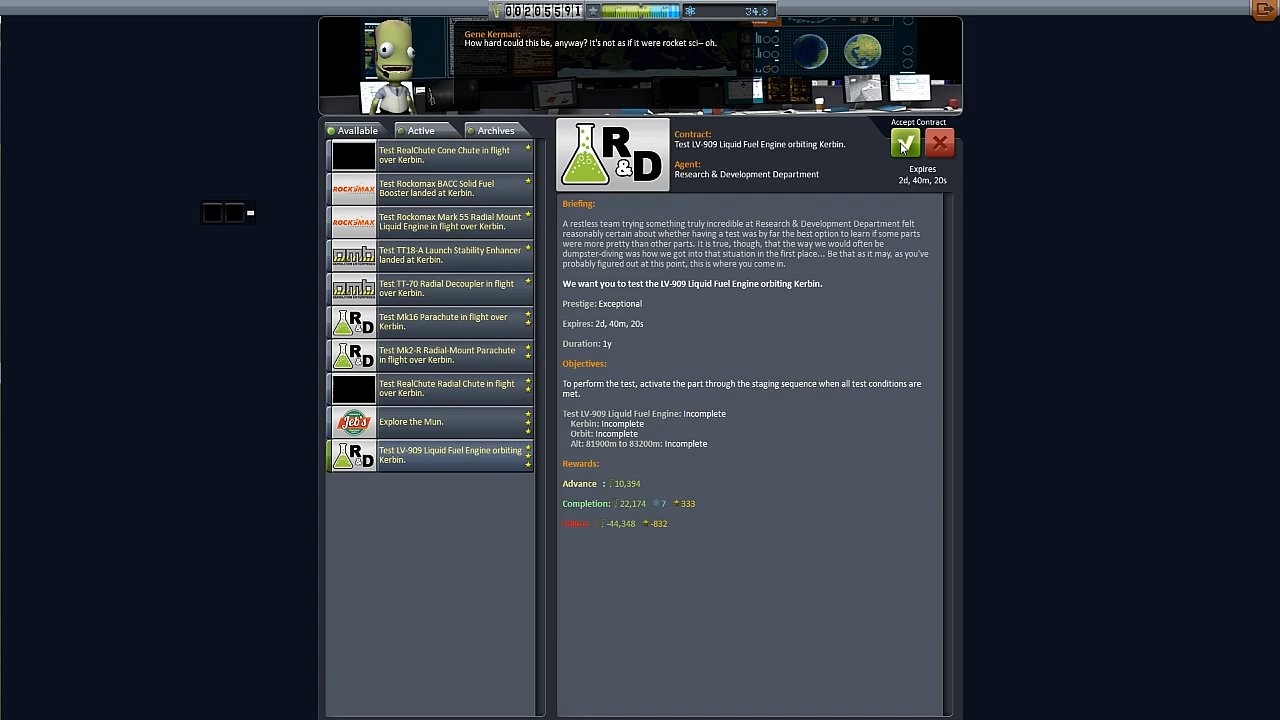 00205591
34.8
Gene Kerman:
How hard could this be, anyway? It's not as if it were rocket sci-- oh.
Available
Active
Archives
Test RealChute Cone Chute in flight
over Kerbin.
ROCKOMAX
Test Rockomax BACC Solid Fuel
Booster landed at Kerbin.
ROCKOMAX
Test Rockomax Mark 55 Radial Mount
Liquid Engine in flight over Kerbin.
Test TT18-A Launch Stability Enhancer
landed at Kerbin.
Test TT-70 Radial Decoupler in flight
over Kerbin.
R&D
Test Mk16 Parachute in flight over
Kerbin.
R&D
Test Mk2-R Radial-Mount Parachute
in flight over Kerbin.
Test RealChute Radial Chute in flight
over Kerbin.
Jeb's
Explore the Mun.
R&D
Test LV-909 Liquid Fuel Engine orbiting
Kerbin.
R&D
Contract:
Test LV-909 Liquid Fuel Engine orbiting Kerbin.
Agent:
Research & Development Department
Accept Contract
Expires
2d, 40m, 20s
Briefing:
A restless team trying something truly incredible at Research & Development Department felt
reasonably certain about whether having a test was by far the best option to learn if some parts
were more pretty than other parts. It is true, though, that the way we would often be
dumpster-diving was how we got into that situation in the first place... Be that as it may, as you've
probably figured out at this point, this is where you come in.
We want you to test the LV-909 Liquid Fuel Engine orbiting Kerbin.
Prestige: Exceptional
Expires: 2d, 40m, 20s
Duration: 1y
Objectives:
To perform the test, activate the part through the staging sequence when all test conditions are
met.
Test LV-909 Liquid Fuel Engine: Incomplete
Kerbin: Incomplete
Orbit: Incomplete
Alt: 81900m to 83200m: Incomplete
Rewards:
Advance : 10,394
Completion: 22,174 7 333
Failure: -44,348 -832